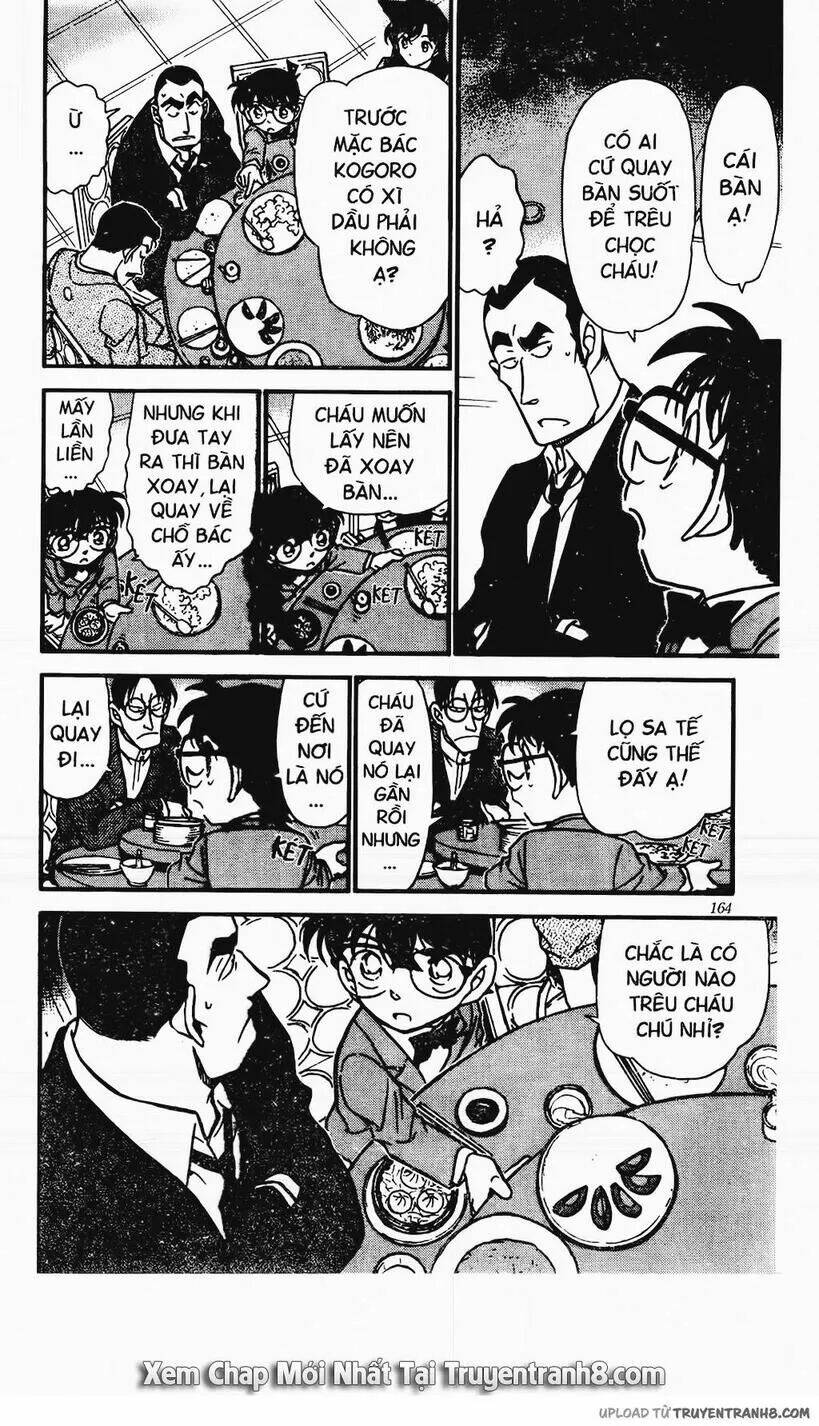 CÁI
BÀN
Ạ!
CÓ AI
CỨ QUAY
BÀN SUỐT
ĐỂ TRÊU
CHỌC
CHÁU!
HẢ
?
TRƯỚC
MẶC BÁC
KOGORO
CÓ XÌ
DẦU PHẢI
KHÔNG
Ạ?
Ừ
...
CHÁU MUỐN
LẤY NÊN
ĐÃ XOAY
BÀN...
KÉT
KÉT
NHƯNG KHI
ĐƯA TAY
RA THÌ BÀN
XOAY, LẠI
QUAY VỀ
CHỖ BÁC
ẤY...
KÉT
KÉT
MẤY
LẦN
LIỀN
...
LỌ SA TẾ
CŨNG THẾ
ĐẤY Ạ!
KÉT
KÉT
CHÁU
ĐÃ
QUAY
NÓ LẠI
GẦN
RỒI
NHƯNG
...
CỨ
ĐẾN
NƠI
LÀ NÓ
...
KÉT
KÉT
LẠI
QUAY
ĐI...
164
CHẮC LÀ CÓ
NGƯỜI NÀO
TRÊU CHÁU
CHÚ NHỈ?
Xem Chap Mới Nhất Tại Truyentranh8.com
UPLOAD TỪ TRUYENTRANH8.COM